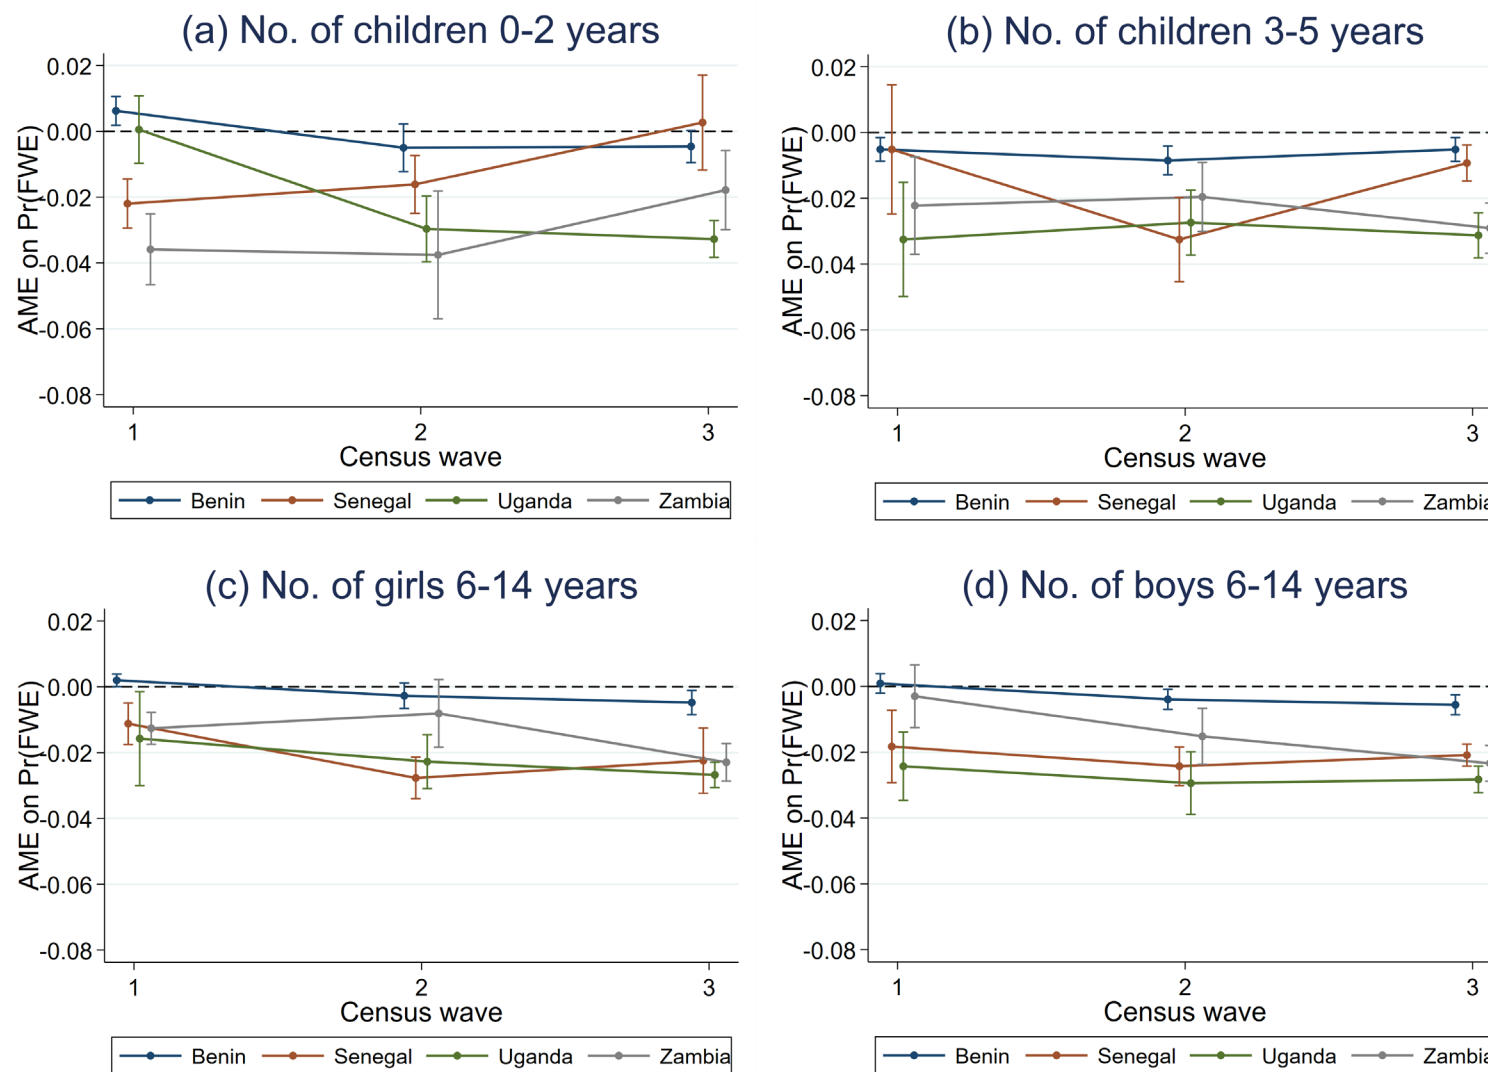 (a) No. of children 0-2 years
AME on Pr(FWE)
0.02
0.00
-0.02
-0.04
-0.06
-0.08
1 2 3
Census wave
Benin Senegal Uganda Zambia
(b) No. of children 3-5 years
AME on Pr(FWE)
0.02
0.00
-0.02
-0.04
-0.06
-0.08
1 2 3
Census wave
Benin Senegal Uganda Zambia
(c) No. of girls 6-14 years
AME on Pr(FWE)
0.02
0.00
-0.02
-0.04
-0.06
-0.08
1 2 3
Census wave
Benin Senegal Uganda Zambia
(d) No. of boys 6-14 years
AME on Pr(FWE)
0.02
0.00
-0.02
-0.04
-0.06
-0.08
1 2 3
Census wave
Benin Senegal Uganda Zambia